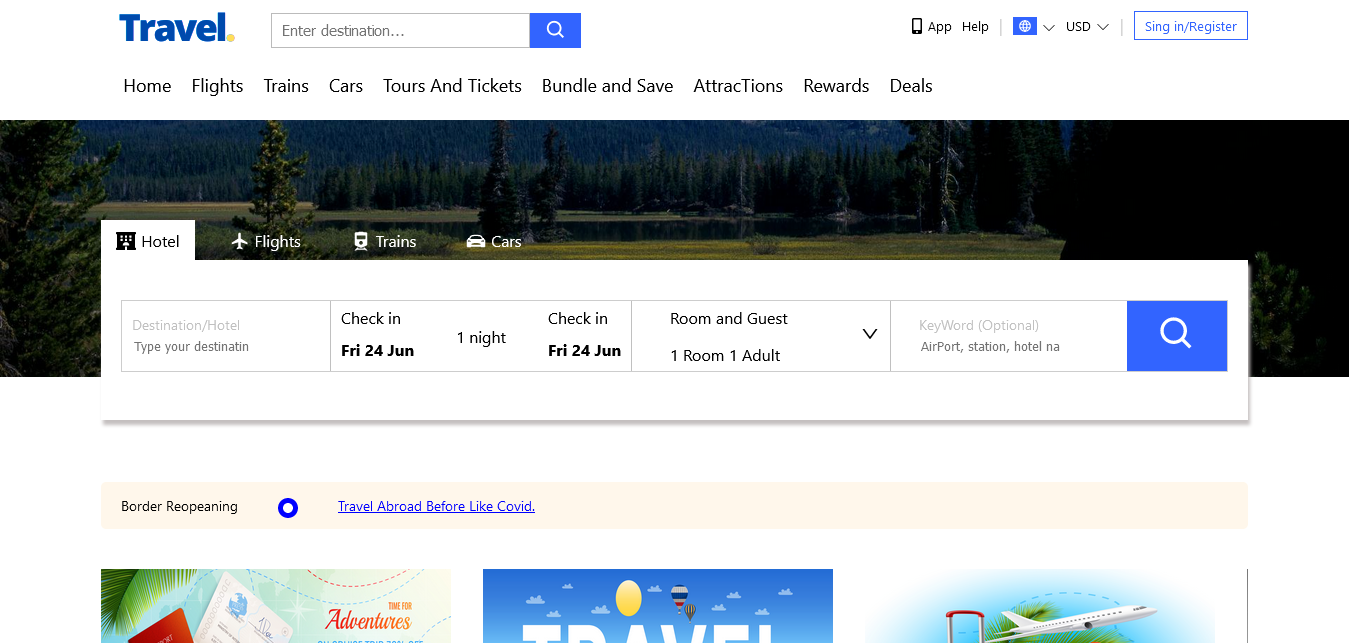 Travel.
Enter destination...
App Help USD Sing in/Register
Home Flights Trains Cars Tours And Tickets Bundle and Save AttracTions Rewards Deals
Hotel Flights Trains Cars
Destination/Hotel
Type your destinatin
Check in
Fri 24 Jun
1 night
Check in
Fri 24 Jun
Room and Guest
1 Room 1 Adult
KeyWord (Optional)
AirPort, station, hotel na
Border Reopeaning
Travel Abroad Before Like Covid.
TIME FOR
Adventures
TRAVEL